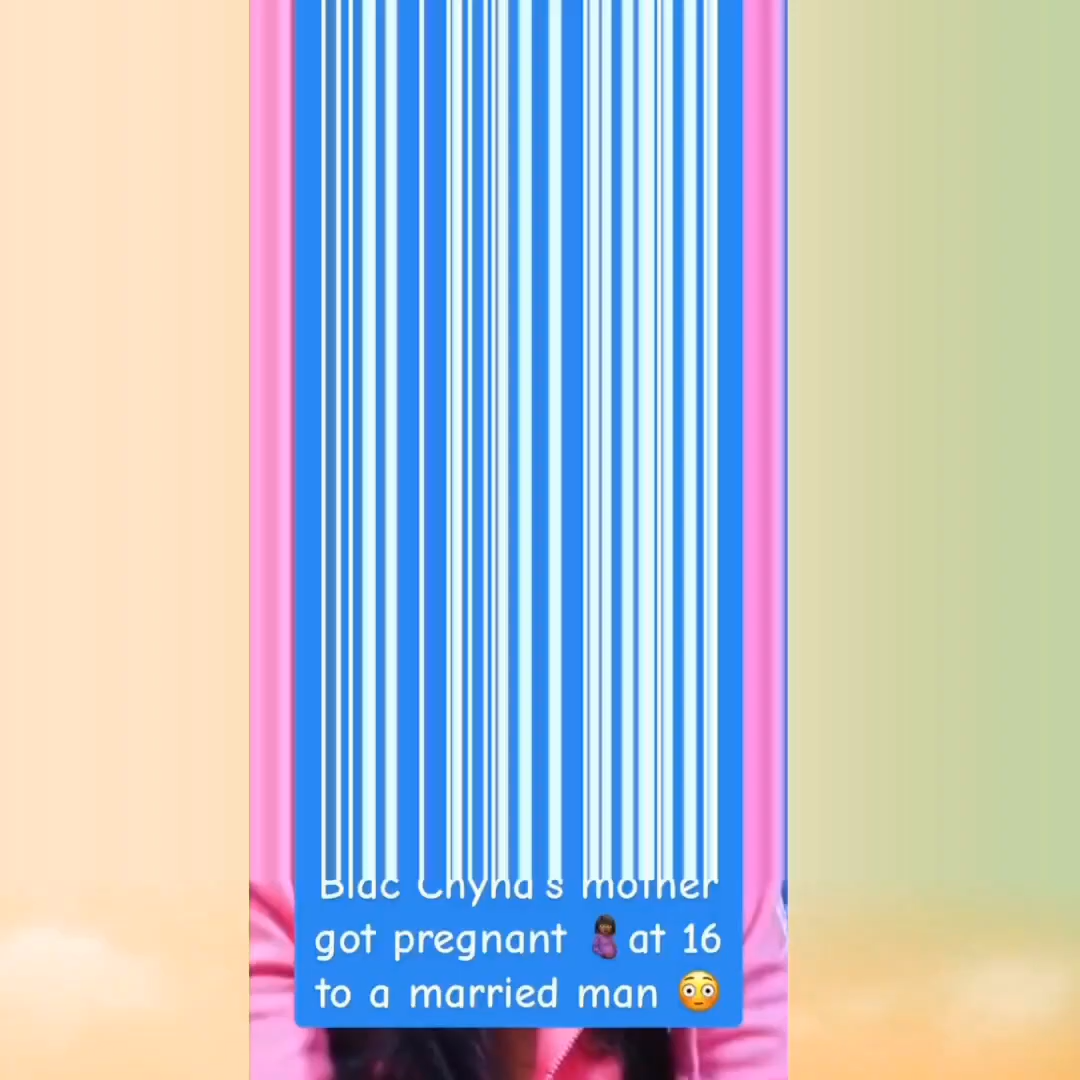 Blac Chyna's mother
got pregnant 🤰🏿at 16
to a married man 😳